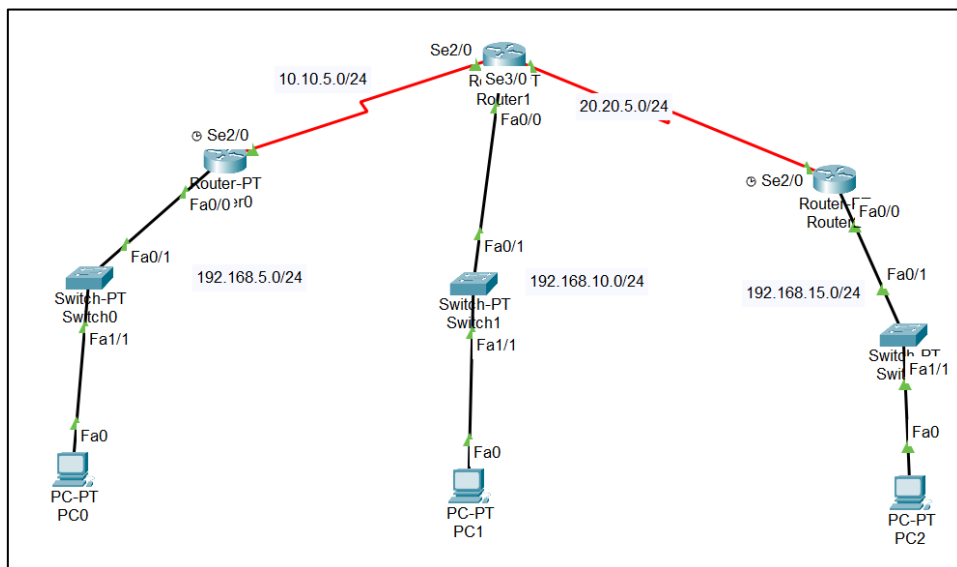 Se2/0
Se3/0
Router1
Fa0/0
10.10.5.0/24
20.20.5.0/24
Se2/0
Router-PT
Fa0/0
Se2/0
Fa0/0
Fa0/1
192.168.5.0/24
Switch-PT
Switch0
Fa1/1
Fa0
PC-PT
PC0
Fa0/1
192.168.10.0/24
Switch-PT
Switch1
Fa1/1
Fa0
PC-PT
PC1
Fa0/1
192.168.15.0/24
Fa1/1
Fa0
PC-PT
PC2